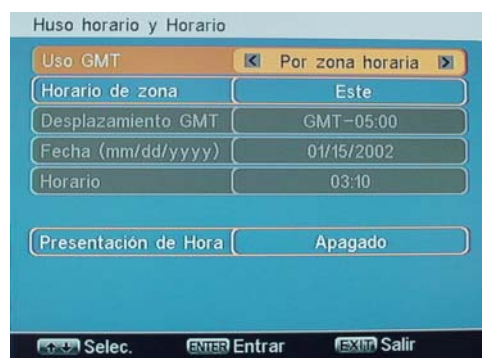 Huso horario y Horario
Uso GMT Por zona horaria
Horario de zona Este
Desplazamiento GMT GMT-05:00
Fecha (mm/dd/yyyy) 01/15/2002
Horario 03:10
Presentación de Hora Apagado
Selec. ENTER Entrar EXIT Salir